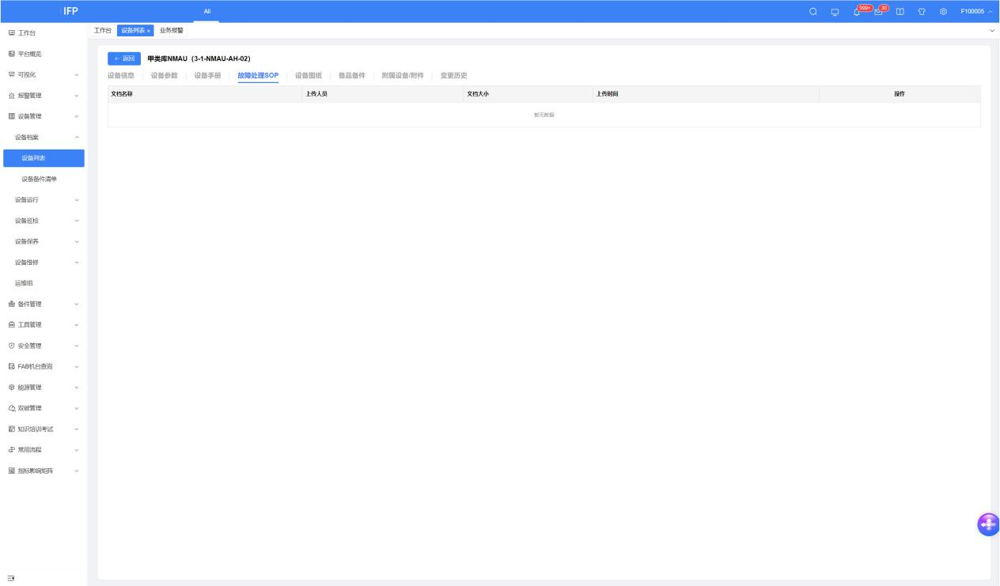 IFP
All
999+
30
F100005
工作台
平台概览
可视化
报警管理
设备管理
设备档案
设备列表
设备备件清单
设备运行
设备巡检
设备保养
设备维修
运维组
备件管理
工具管理
安全管理
FAB机台查询
能源管理
双碳管理
知识培训考试
常用流程
指标影响矩阵
工作台 设备列表 × 业务预警
← 返回 甲类库NMAU（3-1-NMAU-AH-02）
设备信息 设备参数 设备手册 故障处理SOP 设备图纸 备品备件 附属设备/附件 变更历史
文档名称 上传人员 文档大小 上传时间 操作
暂无数据